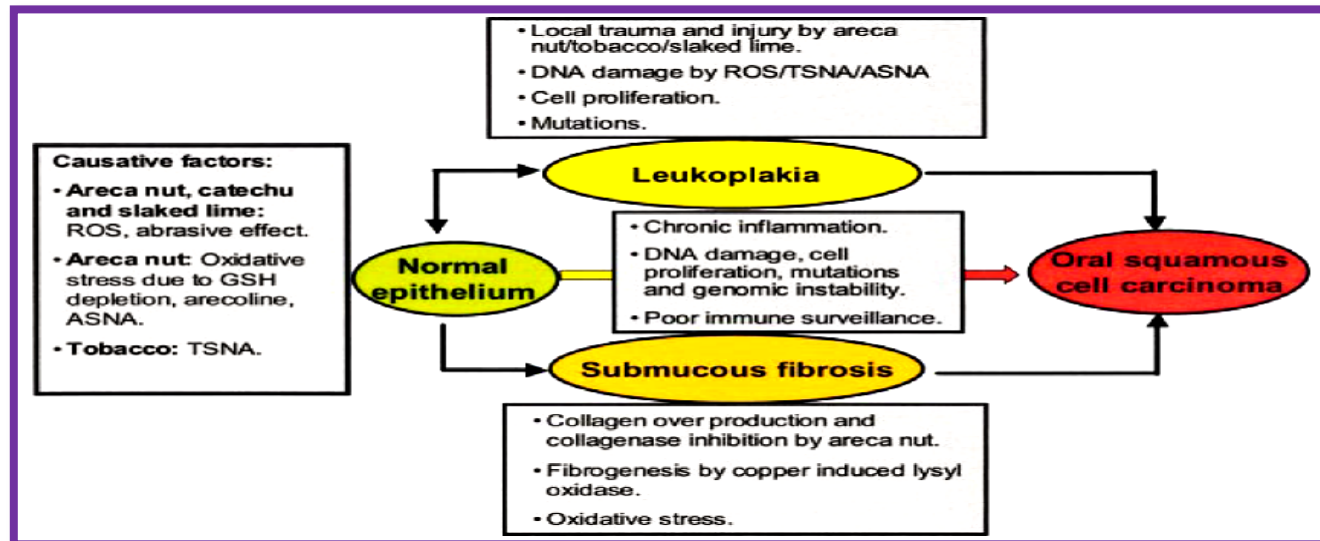 • Local trauma and injury by areca
nut/tobacco/slaked lime.
• DNA damage by ROS/TSNA/ASNA
• Cell proliferation.
• Mutations.
Causative factors:
• Areca nut, catechu
and slaked lime:
ROS, abrasive effect.
• Areca nut: Oxidative
stress due to GSH
depletion, arecoline,
ASNA.
• Tobacco: TSNA.
Leukoplakia
Normal
epithelium
• Chronic inflammation.
• DNA damage, cell
proliferation, mutations
and genomic instability.
• Poor immune surveillance.
Oral squamous
cell carcinoma
Submucous fibrosis
• Collagen over production and
collagenase inhibition by areca nut.
• Fibrogenesis by copper induced lysyl
oxidase.
• Oxidative stress.